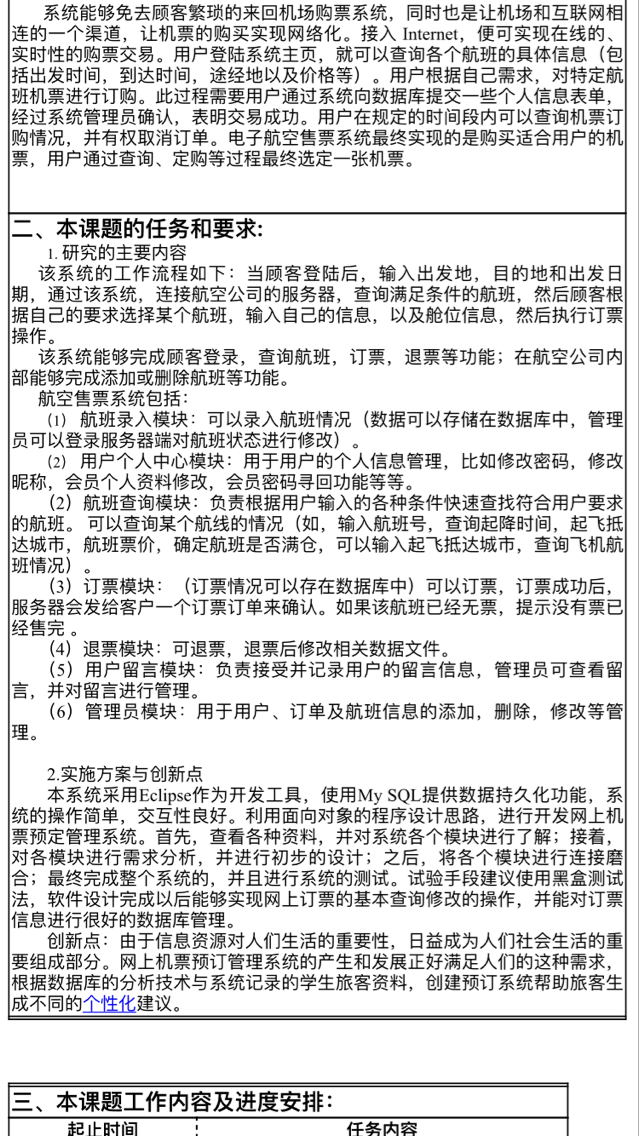 系统能够免去顾客繁琐的来回机场购票系统，同时也是让机场和互联网相
连的一个渠道，让机票的购买实现网络化。接入 Internet，便可实现在线的、
实时性的购票交易。用户登陆系统主页，就可以查询各个航班的具体信息（包
括出发时间，到达时间，途经地以及价格等）。用户根据自己需求，对特定航
班机票进行订购。此过程需要用户通过系统向数据库提交一些个人信息表单，
经过系统管理员确认，表明交易成功。用户在规定的时间段内可以查询机票订
购情况，并有权取消订单。电子航空售票系统最终实现的是购买适合用户的机
票，用户通过查询、定购等过程最终选定一张机票。
二、本课题的任务和要求:
1. 研究的主要内容
该系统的工作流程如下：当顾客登陆后，输入出发地，目的地和出发日
期，通过该系统，连接航空公司的服务器，查询满足条件的航班，然后顾客根
据自己的要求选择某个航班，输入自己的信息，以及舱位信息，然后执行订票
操作。
该系统能够完成顾客登录，查询航班，订票，退票等功能；在航空公司内
部能够完成添加或删除航班等功能。
航空售票系统包括：
（1） 航班录入模块：可以录入航班情况（数据可以存储在数据库中，管理
员可以登录服务器端对航班状态进行修改）。
（2） 用户个人中心模块：用于用户的个人信息管理，比如修改密码，修改
昵称，会员个人资料修改，会员密码寻回功能等等。
（2）航班查询模块：负责根据用户输入的各种条件快速查找符合用户要求
的航班。 可以查询某个航线的情况（如，输入航班号，查询起降时间，起飞抵
达城市，航班票价，确定航班是否满仓，可以输入起飞抵达城市，查询飞机航
班情况）。
（3）订票模块：（订票情况可以存在数据库中）可以订票，订票成功后，
服务器会发给客户一个订票订单来确认。如果该航班已经无票，提示没有票已
经售完 。
（4）退票模块：可退票，退票后修改相关数据文件。
（5）用户留言模块：负责接受并记录用户的留言信息，管理员可查看留
言，并对留言进行管理。
（6）管理员模块：用于用户、订单及航班信息的添加，删除，修改等管
理。
2.实施方案与创新点
本系统采用Eclipse作为开发工具，使用My SQL提供数据持久化功能，系
统的操作简单，交互性良好。利用面向对象的程序设计思路，进行开发网上机
票预定管理系统。首先，查看各种资料，并对系统各个模块进行了解；接着，
对各模块进行需求分析，并进行初步的设计；之后，将各个模块进行连接磨
合；最终完成整个系统的，并且进行系统的测试。试验手段建议使用黑盒测试
法，软件设计完成以后能够实现网上订票的基本查询修改的操作，并能对订票
信息进行很好的数据库管理。
创新点：由于信息资源对人们生活的重要性，日益成为人们社会生活的重
要组成部分。网上机票预订管理系统的产生和发展正好满足人们的这种需求，
根据数据库的分析技术与系统记录的学生旅客资料，创建预订系统帮助旅客生
成不同的个性化建议。
三、本课题工作内容及进度安排：
起止时间 任务内容